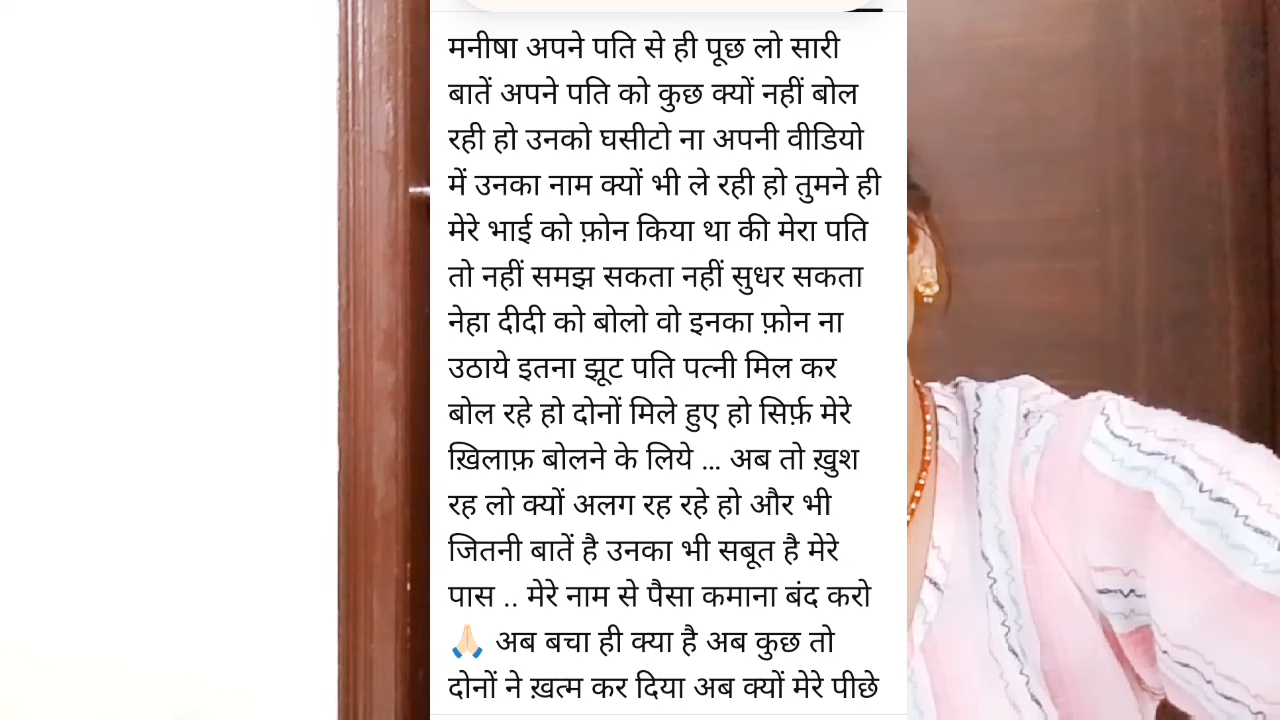 मनीषा अपने पति से ही पूछ लो सारी
बातें अपने पति को कुछ क्यों नहीं बोल
रही हो उनको घसीटो ना अपनी वीडियो
में उनका नाम क्यों भी ले रही हो तुमने ही
मेरे भाई को फ़ोन किया था की मेरा पति
तो नहीं समझ सकता नहीं सुधर सकता
नेहा दीदी को बोलो वो इनका फ़ोन ना
उठाये इतना झूट पति पत्नी मिल कर
बोल रहे हो दोनों मिले हुए हो सिर्फ़ मेरे
ख़िलाफ़ बोलने के लिये ... अब तो ख़ुश
रह लो क्यों अलग रह रहे हो और भी
जितनी बातें है उनका भी सबूत है मेरे
पास .. मेरे नाम से पैसा कमाना बंद करो
🙏🏻 अब बचा ही क्या है अब कुछ तो
दोनों ने ख़त्म कर दिया अब क्यों मेरे पीछे